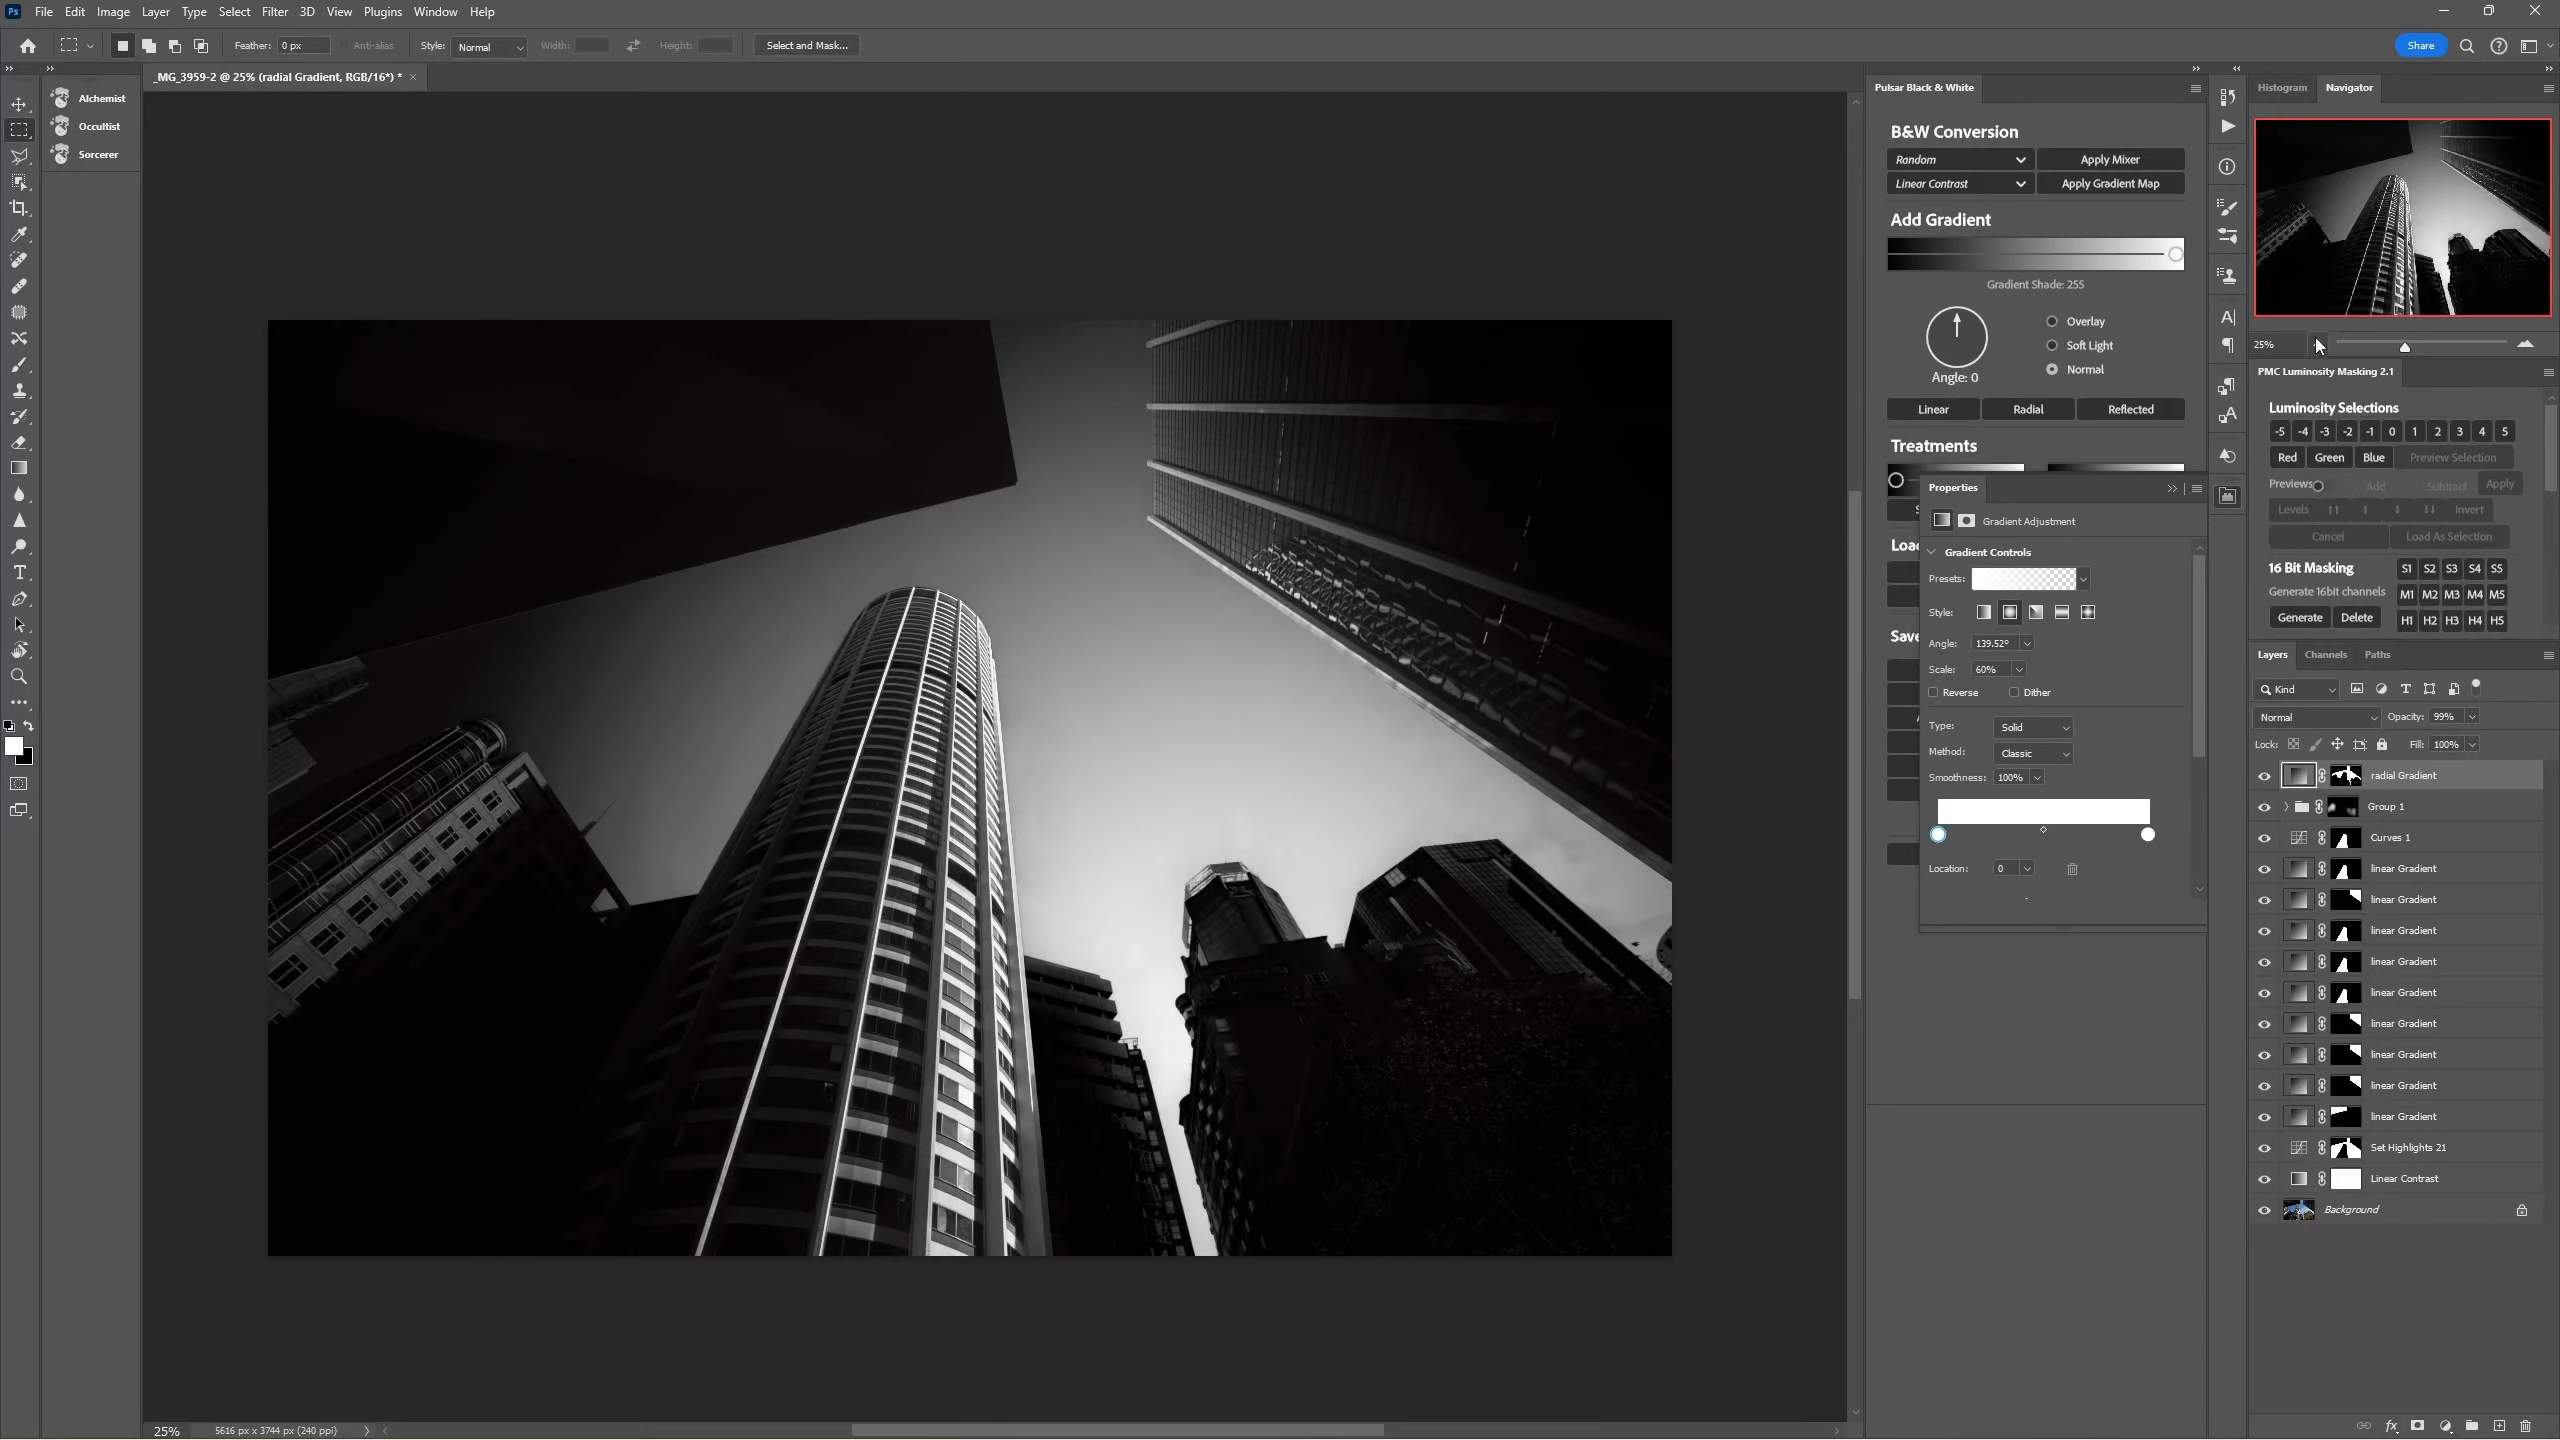 Ps File Edit Image Layer Type Select Filter 3D View Plugins Window Help
Feather: 0 px Anti-alias Style: Normal Width: Height: Select and Mask... Share
_MG_3959-2 @ 25% (radial Gradient, RGB/16*) *
Alchemist
Occultist
Sorcerer
Pulsar Black & White
B&W Conversion
Random Apply Mixer
Linear Contrast Apply Gradient Map
Add Gradient
Gradient Shade: 255
Overlay
Soft Light
Normal
Angle: 0
Linear Radial Reflected
Treatments
Loa
Save
Properties
Gradient Adjustment
Gradient Controls
Presets:
Style:
Angle: 139.52°
Scale: 60%
Reverse Dither
Type: Solid
Method: Classic
Smoothness: 100%
Location: 0
Histogram Navigator
25%
PMC Luminosity Masking 2.1
Luminosity Selections
-5 -4 -3 -2 -1 0 1 2 3 4 5
Red Green Blue Preview Selection
Previews Add Subtract Apply
Levels Invert
Cancel Load As Selection
16 Bit Masking S1 S2 S3 S4 S5
Generate 16bit channels M1 M2 M3 M4 M5
Generate Delete H1 H2 H3 H4 H5
Layers Channels Paths
Kind
Normal Opacity: 99%
Lock: Fill: 100%
radial Gradient
Group 1
Curves 1
linear Gradient
linear Gradient
linear Gradient
linear Gradient
linear Gradient
linear Gradient
linear Gradient
linear Gradient
linear Gradient
Set Highlights 21
Linear Contrast
Background
fx
25% 5616 px x 3744 px (240 ppi)